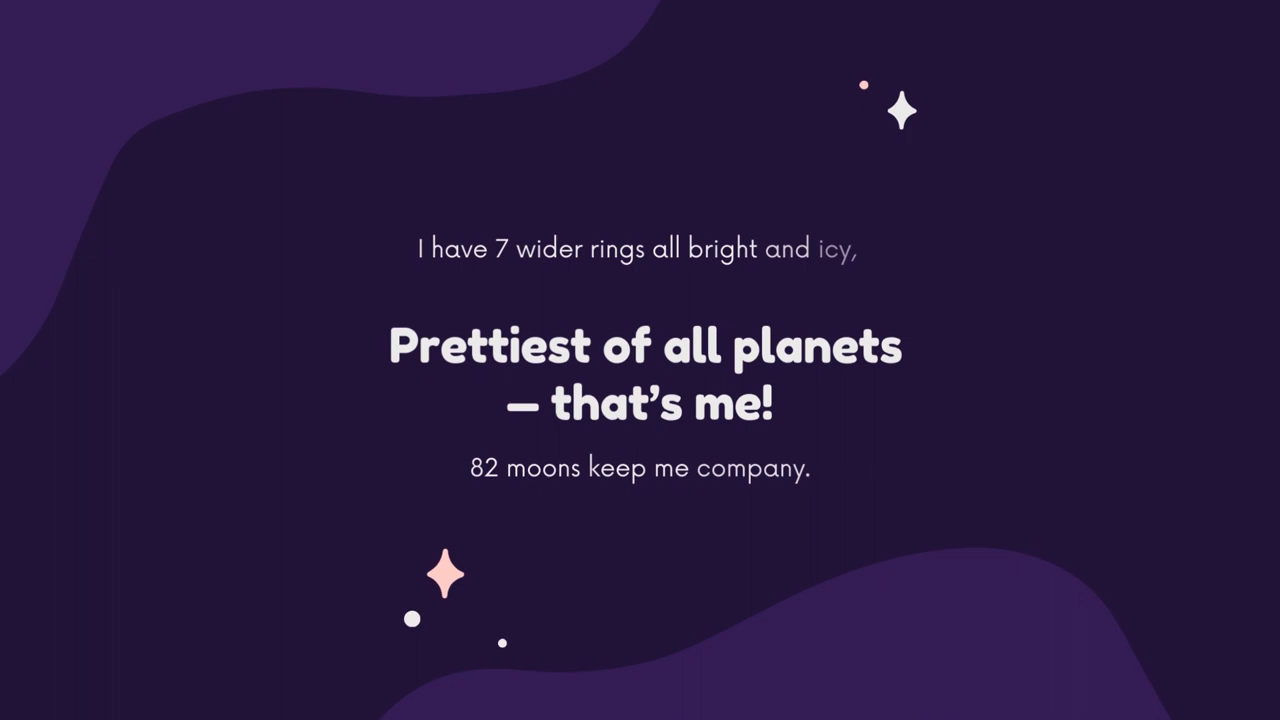 I have 7 wider rings all bright and icy,
Prettiest of all planets
– that’s me!
82 moons keep me company.